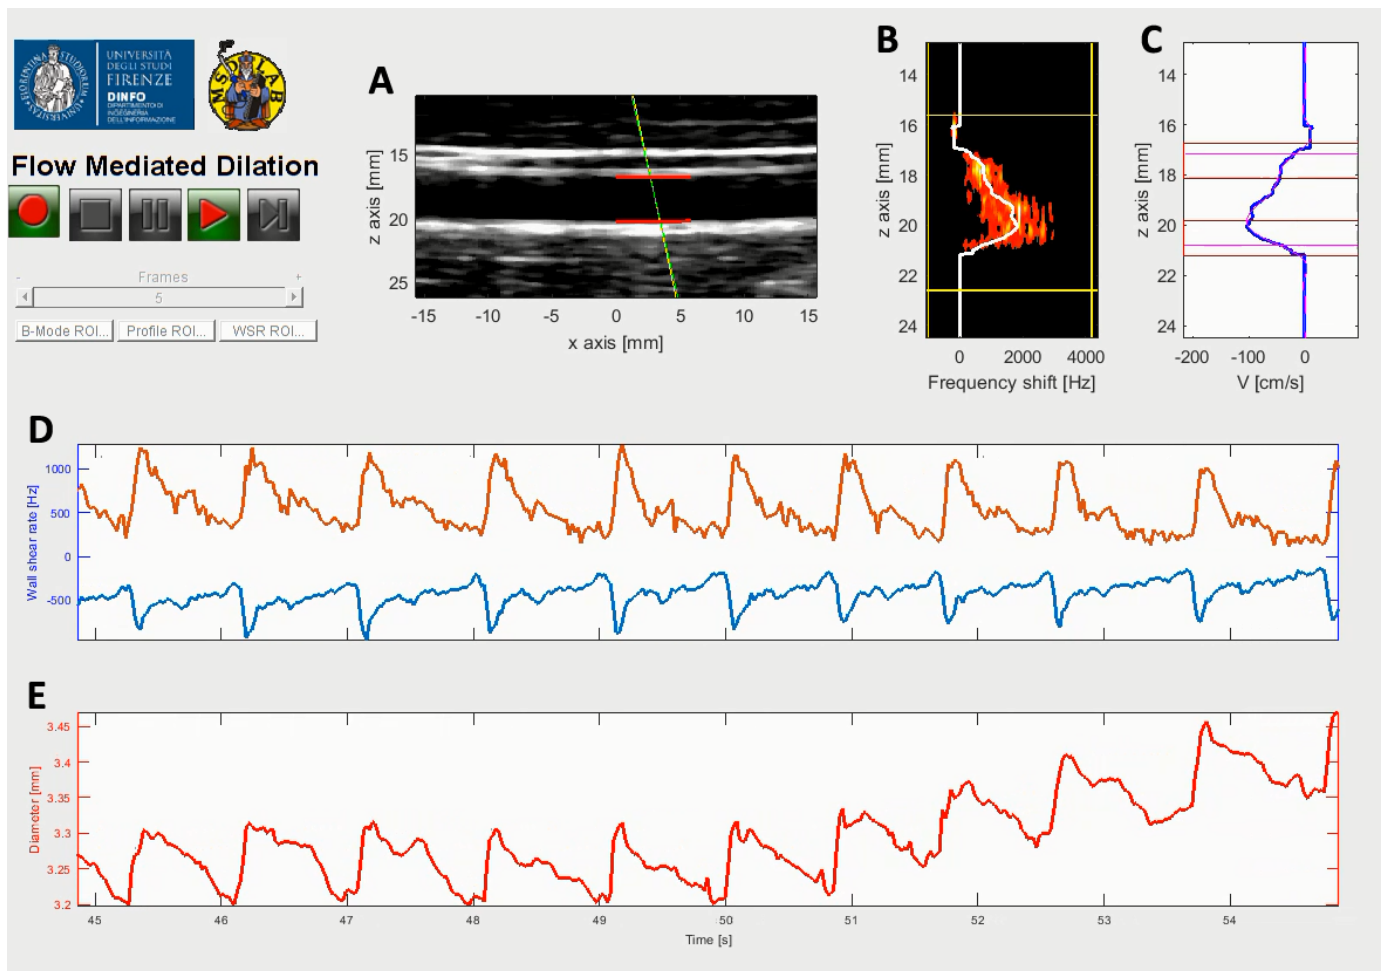 UNIVERSITÀ
DEGLI STUDI
FIRENZE
DINFO
DIPARTIMENTO DI
INGEGNERIA
DELL'INFORMAZIONE
MSDLAB
Flow Mediated Dilation
- Frames +
5
B-Mode ROI... Profile ROI... WSR ROI...
A
z axis [mm]
15
20
25
-15 -10 -5 0 5 10 15
x axis [mm]
B
z axis [mm]
14
16
18
20
22
24
0 2000 4000
Frequency shift [Hz]
C
z axis [mm]
14
16
18
20
22
24
-200 -100 0
V [cm/s]
D
Wall shear rate [Hz]
1000
500
0
-500
E
Diameter [mm]
3.45
3.4
3.35
3.3
3.25
3.2
45 46 47 48 49 50 51 52 53 54
Time [s]